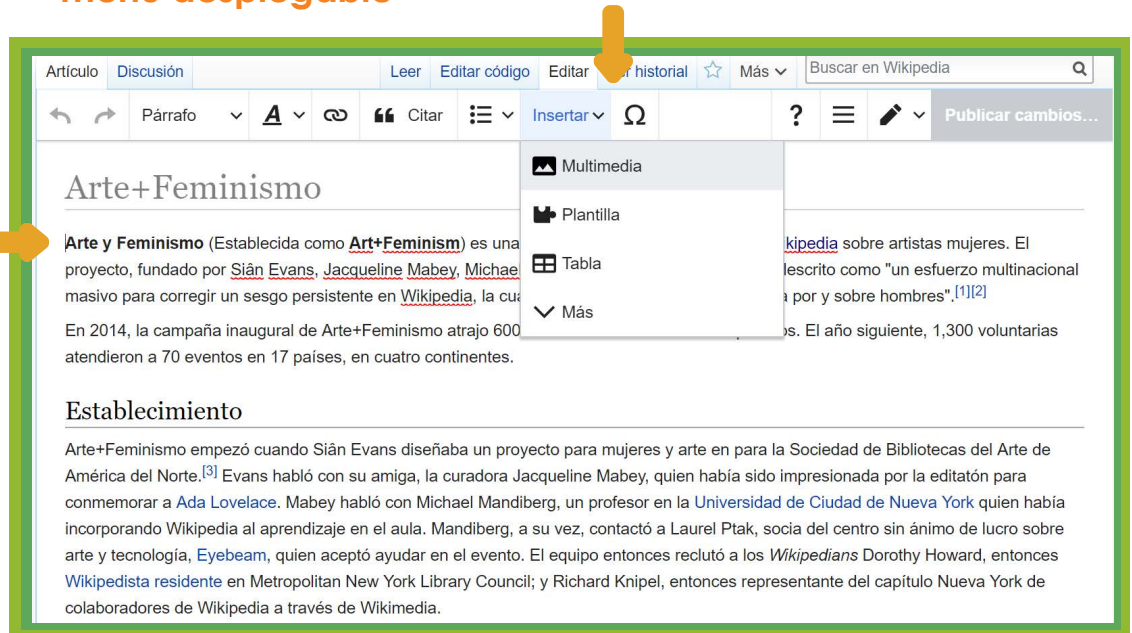 menú desplegable
Artículo Discusión Leer Editar código Editar historial Más Buscar en Wikipedia
Párrafo A Citar Insertar Ω ? Publicar cambios...
Multimedia
Plantilla
Tabla
Más
Arte+Feminismo
Arte y Feminismo (Establecida como Art+Feminism) es una kipedia sobre artistas mujeres. El
proyecto, fundado por Siân Evans, Jacqueline Mabey, Michael escrito como "un esfuerzo multinacional
masivo para corregir un sesgo persistente en Wikipedia, la cua por y sobre hombres".[1][2]
En 2014, la campaña inaugural de Arte+Feminismo atrajo 600 os. El año siguiente, 1,300 voluntarias
atendieron a 70 eventos en 17 países, en cuatro continentes.
Establecimiento
Arte+Feminismo empezó cuando Siân Evans diseñaba un proyecto para mujeres y arte en para la Sociedad de Bibliotecas del Arte de
América del Norte.[3] Evans habló con su amiga, la curadora Jacqueline Mabey, quien había sido impresionada por la editatón para
conmemorar a Ada Lovelace. Mabey habló con Michael Mandiberg, un profesor en la Universidad de Ciudad de Nueva York quien había
incorporando Wikipedia al aprendizaje en el aula. Mandiberg, a su vez, contactó a Laurel Ptak, socia del centro sin ánimo de lucro sobre
arte y tecnología, Eyebeam, quien aceptó ayudar en el evento. El equipo entonces reclutó a los Wikipedians Dorothy Howard, entonces
Wikipedista residente en Metropolitan New York Library Council; y Richard Knipel, entonces representante del capítulo Nueva York de
colaboradores de Wikipedia a través de Wikimedia.